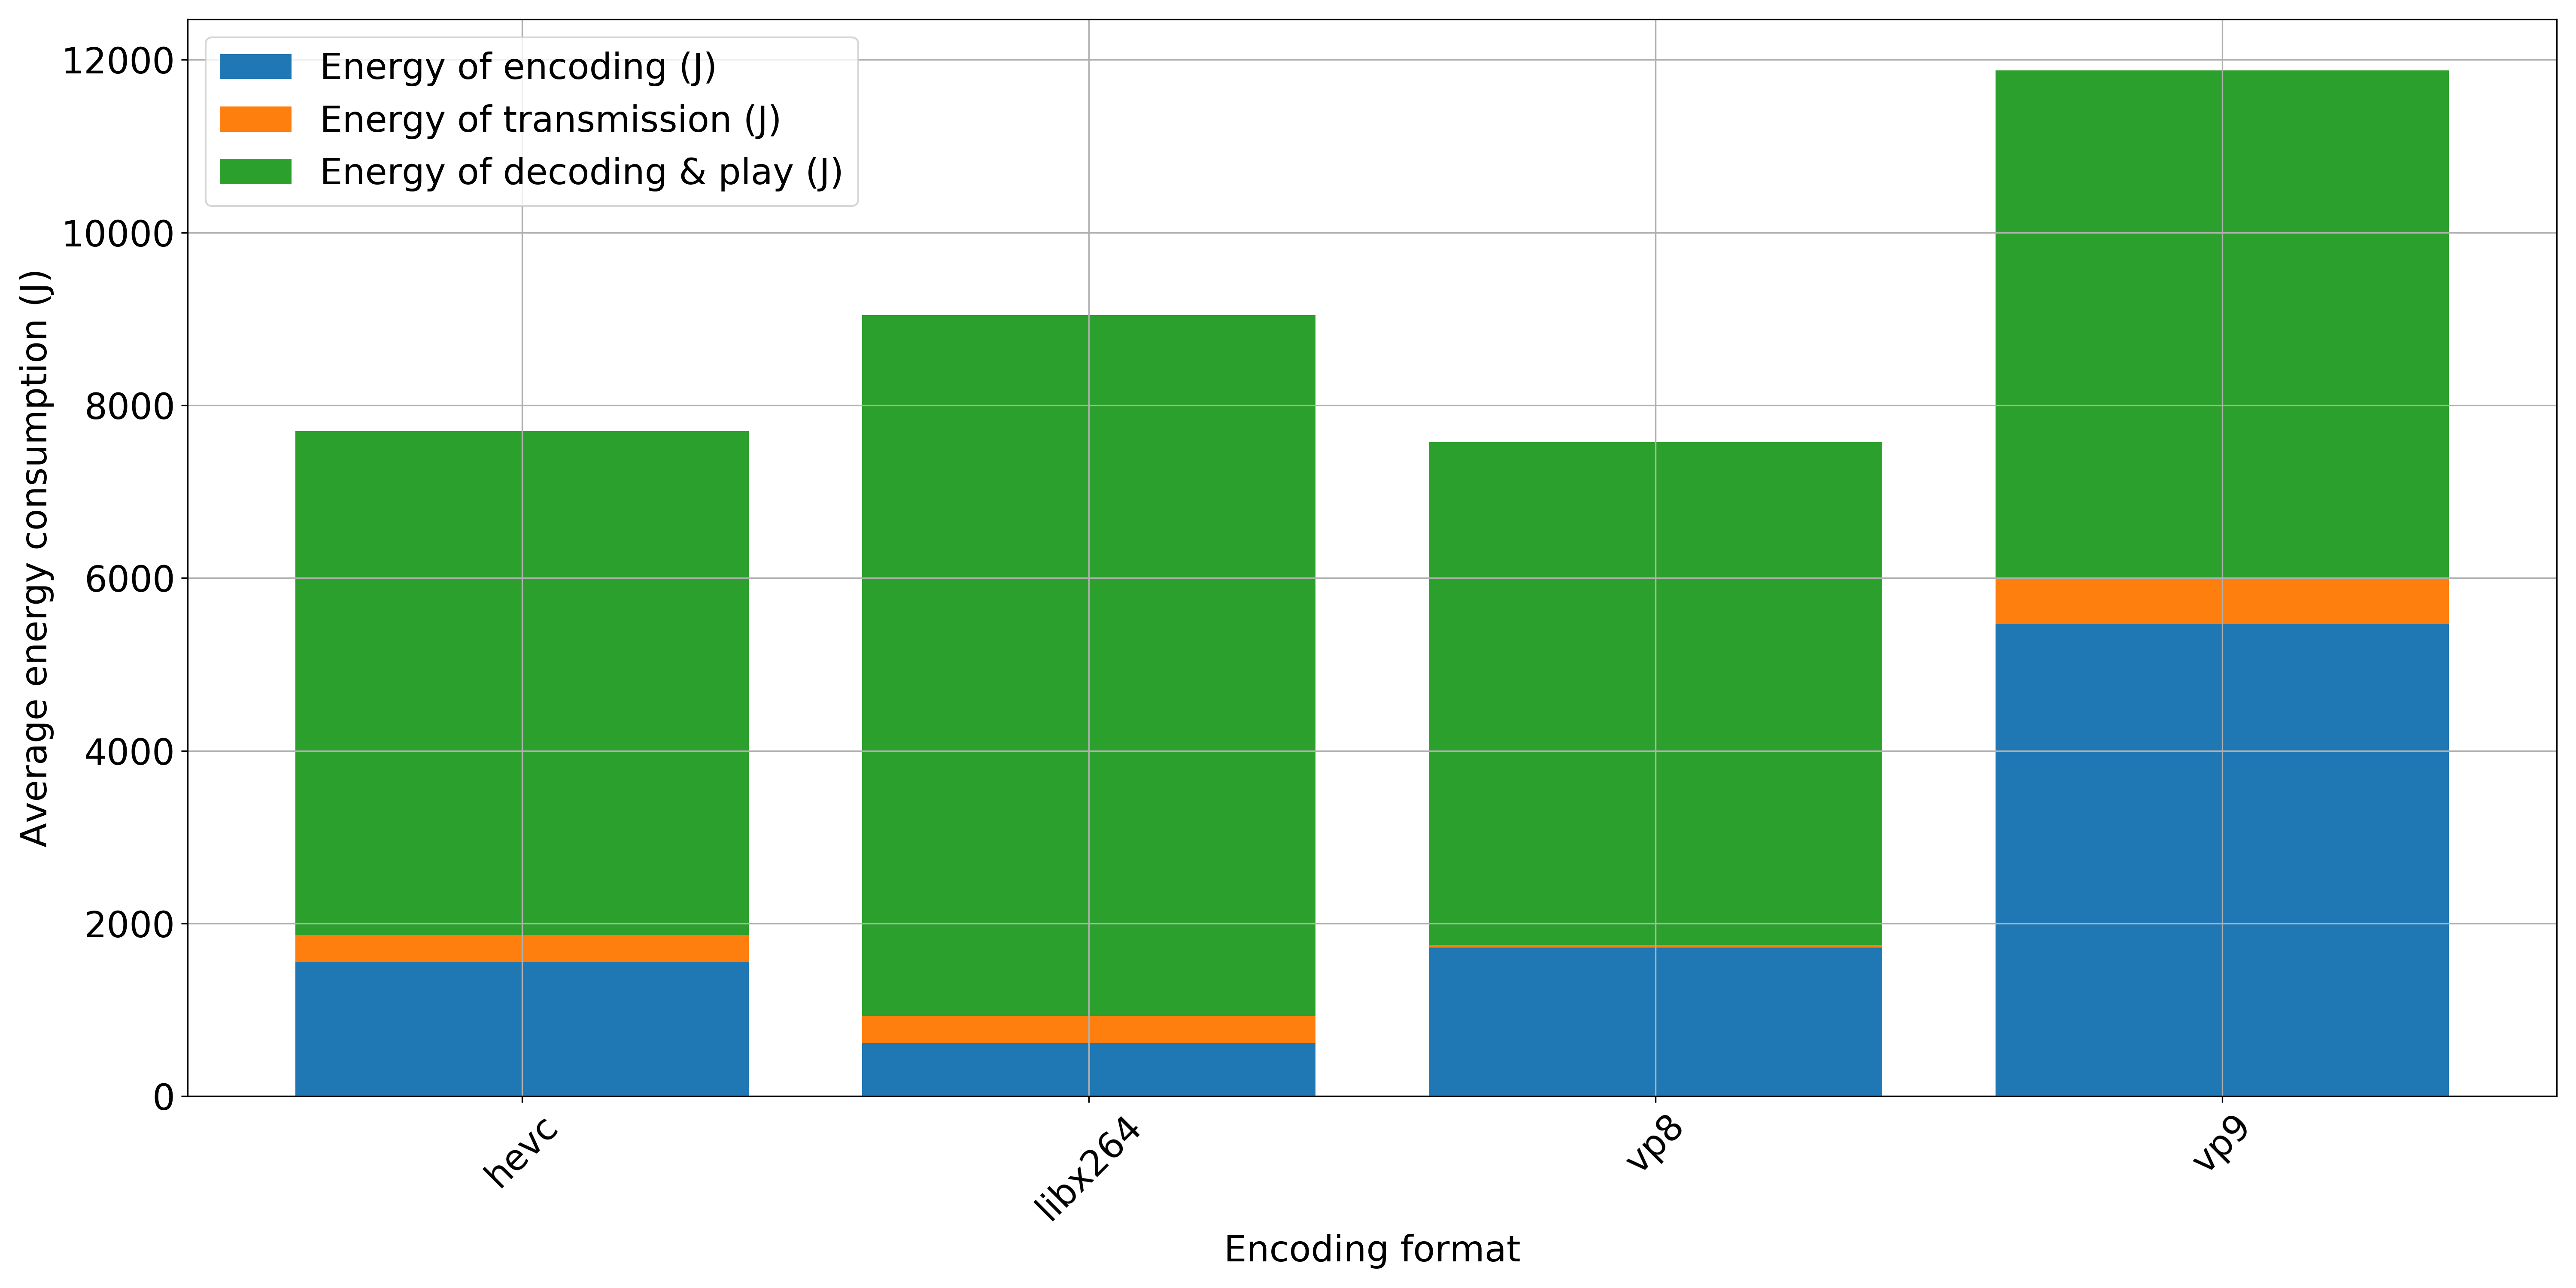 Energy of encoding (J)
Energy of transmission (J)
Energy of decoding & play (J)
Average energy consumption (J)
12000
10000
8000
6000
4000
2000
0
hevc
libx264
vp8
vp9
Encoding format